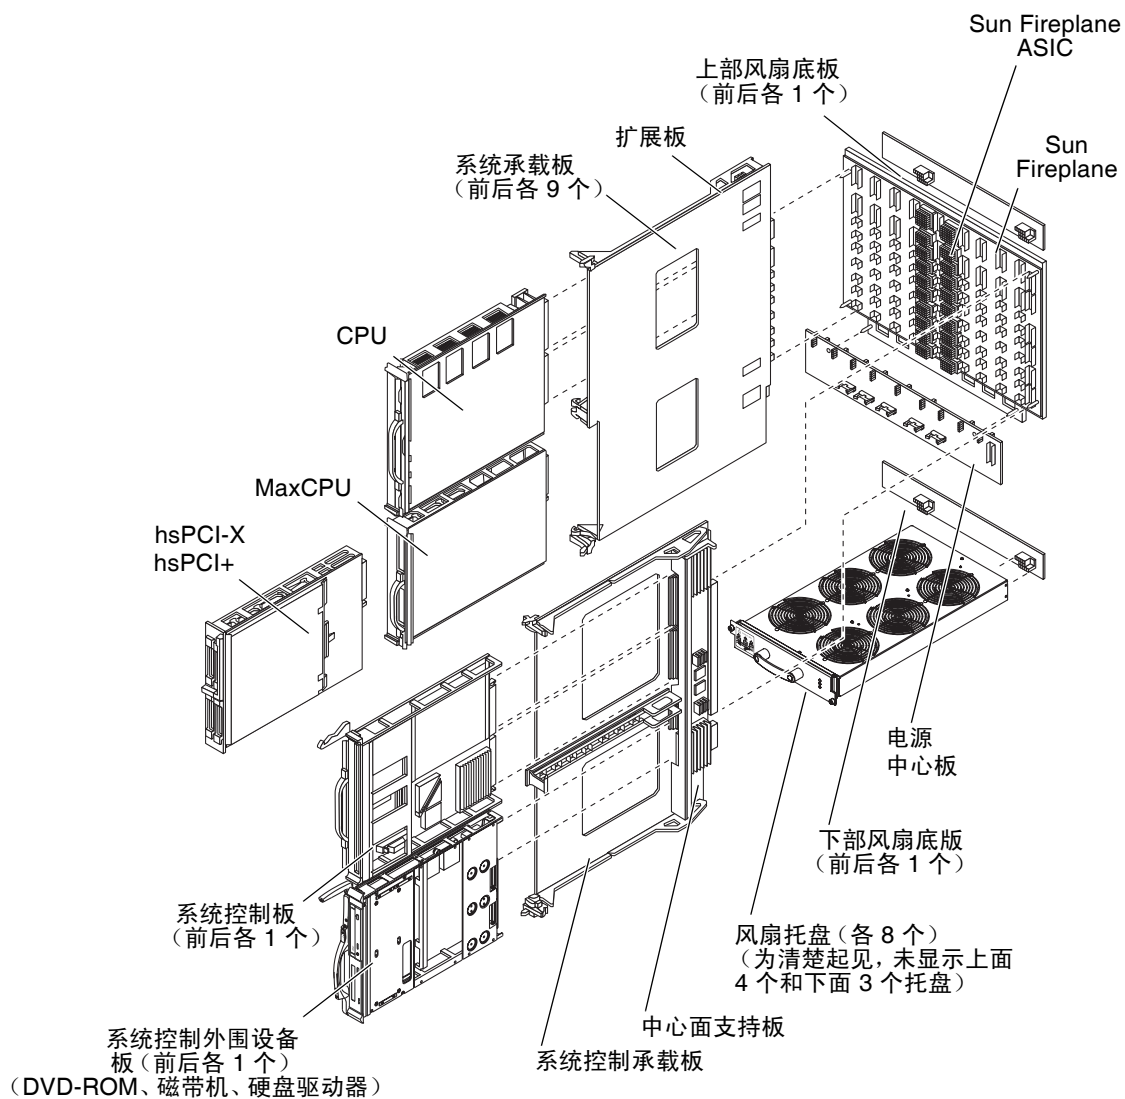 Sun Fireplane
ASIC
上部风扇底板
（前后各 1 个）
扩展板
Sun
Fireplane
系统承载板
（前后各 9 个）
CPU
MaxCPU
hsPCI-X
hsPCI+
电源
中心板
下部风扇底版
（前后各 1 个）
系统控制板
（前后各 1 个）
风扇托盘（各 8 个）
（为清楚起见，未显示上面
4 个和下面 3 个托盘）
中心面支持板
系统控制外围设备
板（前后各 1 个）
系统控制承载板
（DVD-ROM、磁带机、硬盘驱动器）